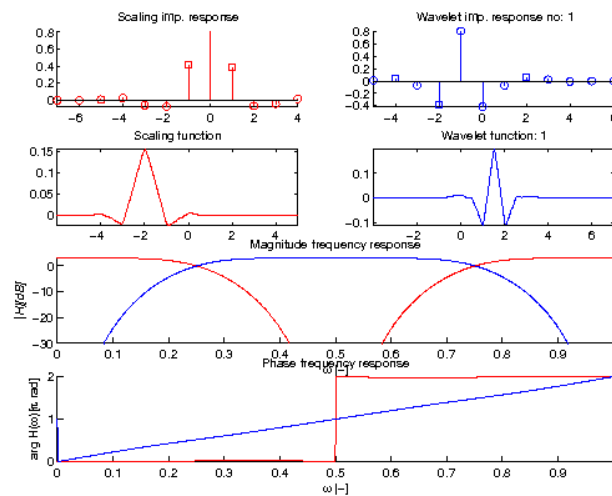 Scaling imp. response
Wavelet imp. response no: 1
0.8
0.6
0.4
0.2
0
−6 −4 −2 0 2 4
0.8
0.6
0.4
0.2
0
−0.2
−0.4
−4 −2 0 2 4 6
Scaling function
Wavelet function: 1
0.15
0.1
0.05
0
−4 −2 0 2 4
0.1
0
−0.1
−4 −2 0 2 4 6
Magnitude frequency response
|H|[dB]
0
−10
−20
−30
0 0.1 0.2 0.3 0.4 0.5 0.6 0.7 0.8 0.9
ω [−]
Phase frequency response
arg H(ω) [π rad]
2
1
0
0 0.1 0.2 0.3 0.4 0.5 0.6 0.7 0.8 0.9
ω [−]